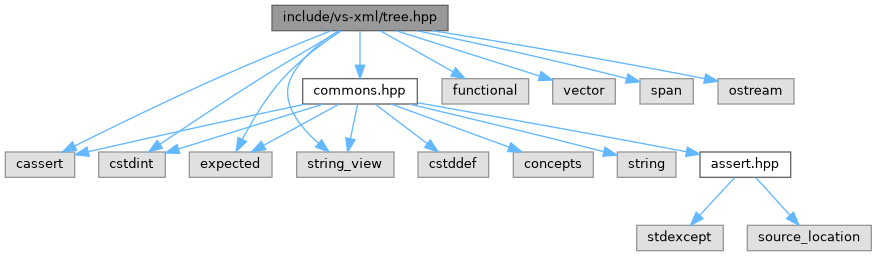 include/vs-xml/tree.hpp
commons.hpp
functional
vector
span
ostream
cassert
cstdint
expected
string_view
cstddef
concepts
string
assert.hpp
stdexcept
source_location